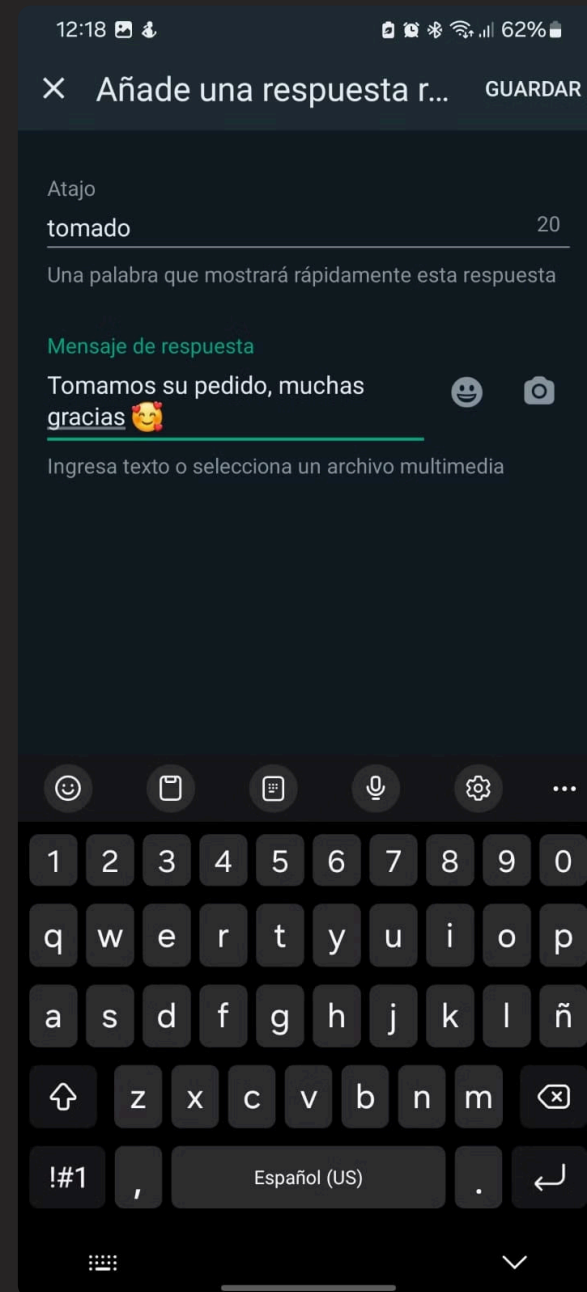 12:18 62%
Añade una respuesta r... GUARDAR
Atajo
tomado 20
Una palabra que mostrará rápidamente esta respuesta
Mensaje de respuesta
Tomamos su pedido, muchas
gracias 🥰
Ingresa texto o selecciona un archivo multimedia
1 2 3 4 5 6 7 8 9 0
q w e r t y u i o p
a s d f g h j k l ñ
z x c v b n m
!#1 , Español (US) .